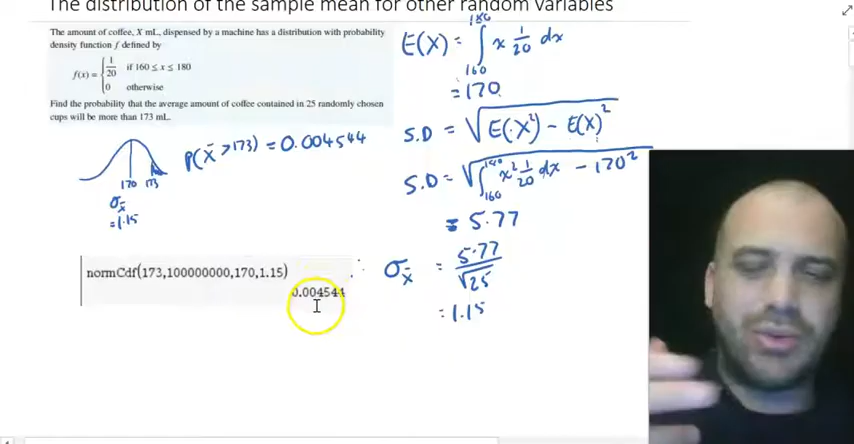 The distribution of the sample mean for other random variables
The amount of coffee, X mL, dispensed by a machine has a distribution with probability
density function f defined by
f(x) = { 1/20 if 160 ≤ x ≤ 180
0 otherwise
Find the probability that the average amount of coffee contained in 25 randomly chosen
cups will be more than 173 mL.
P(X̄ >173) = 0.004544
170 173
σx̄
=1.15
normCdf(173,100000000,170,1.15)
0.004544
E(X) = ∫ 160 180 x 1/20 dx
= 170
S.D = √E(X²) - E(X)²
S.D = √∫ 160 180 x² 1/20 dx - 170²
= 5.77
∴ σx̄ = 5.77/√25
= 1.15